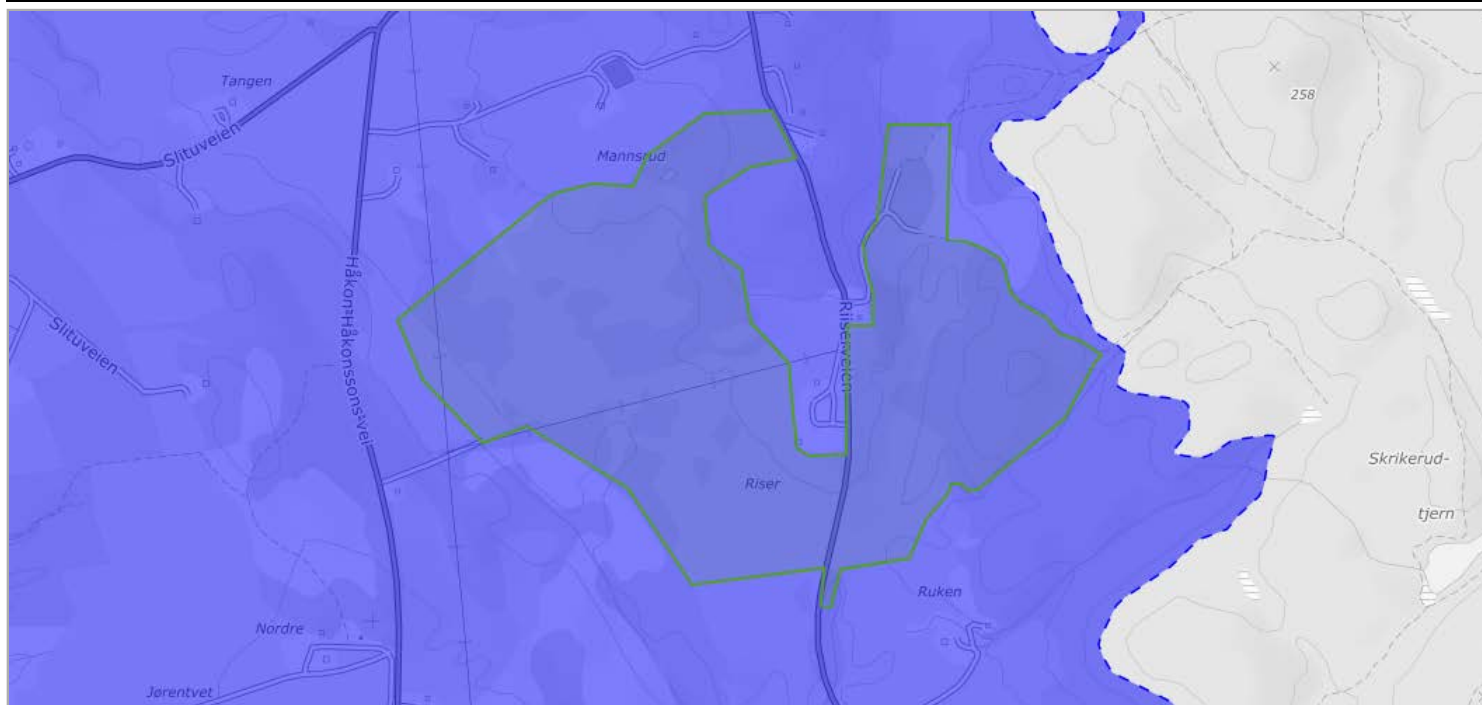 258
Tangen
Slituveien
Mannsrud
Håkon Håkonssons vei
Riiserveien
Slituveien
Skrikerud-
tjern
Riser
Ruken
Nordre
Jørentvet